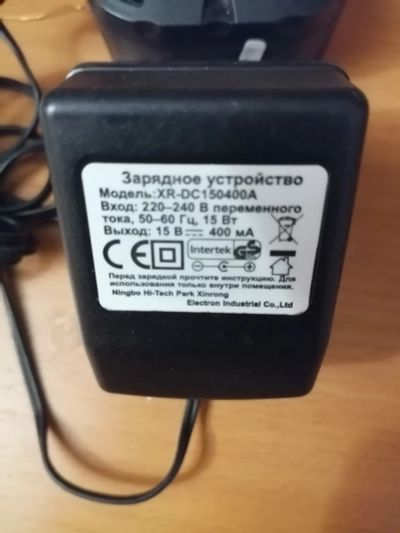 Зарядное устройство
Модель:XR-DC150400A
Вход: 220–240 В переменного
тока, 50–60 Гц, 15 Вт
Выход: 15 В 400 мА
CE Intertek GS
Перед зарядкой прочтите инструкцию. Для
использования только внутри помещения.
Ningbo Hi-Tech Park Xinrong
Electron Industrial Co.,Ltd